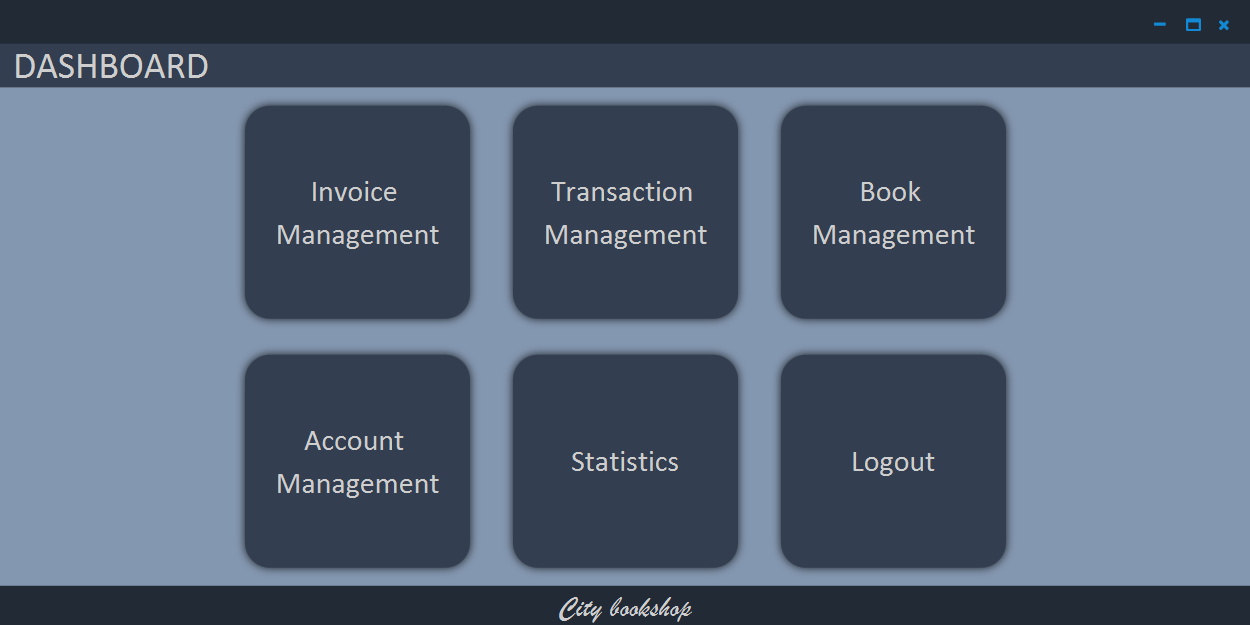 DASHBOARD
Invoice
Management
Transaction
Management
Book
Management
Account
Management
Statistics
Logout
City bookshop